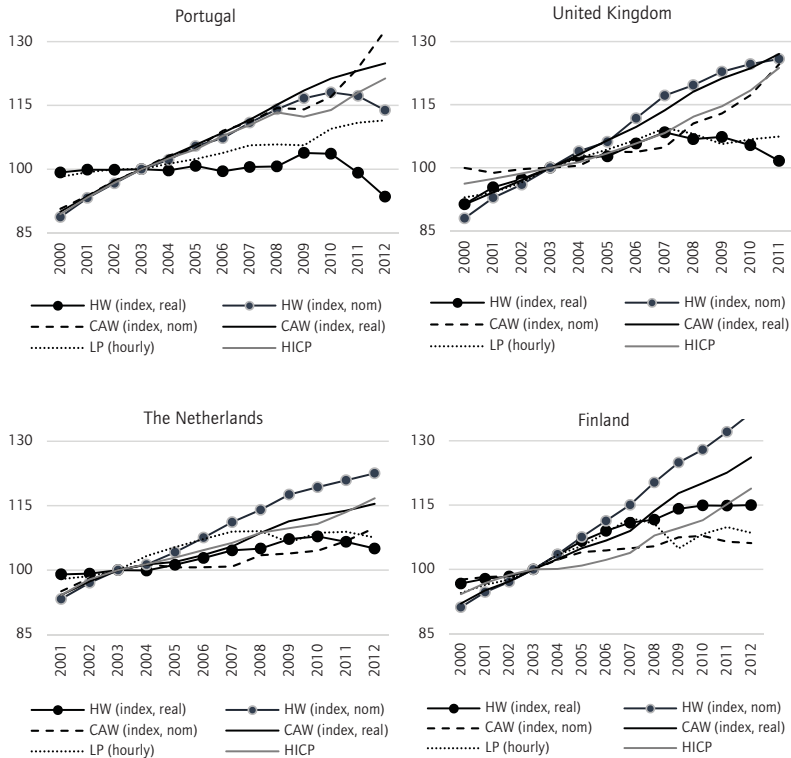 Portugal
130
115
100
85
2000 2001 2002 2003 2004 2005 2006 2007 2008 2009 2010 2011 2012
HW (index, real) HW (index, nom)
CAW (index, nom) CAW (index, real)
LP (hourly) HICP
United Kingdom
130
115
100
85
2000 2001 2002 2003 2004 2005 2006 2007 2008 2009 2010 2011
HW (index, real) HW (index, nom)
CAW (index, nom) CAW (index, real)
LP (hourly) HICP
The Netherlands
130
115
100
85
2001 2002 2003 2004 2005 2006 2007 2008 2009 2010 2011 2012
HW (index, real) HW (index, nom)
CAW (index, nom) CAW (index, real)
LP (hourly) HICP
Finland
130
115
100
85
2000 2001 2002 2003 2004 2005 2006 2007 2008 2009 2010 2011 2012
HW (index, real) HW (index, nom)
CAW (index, nom) CAW (index, real)
LP (hourly) HICP